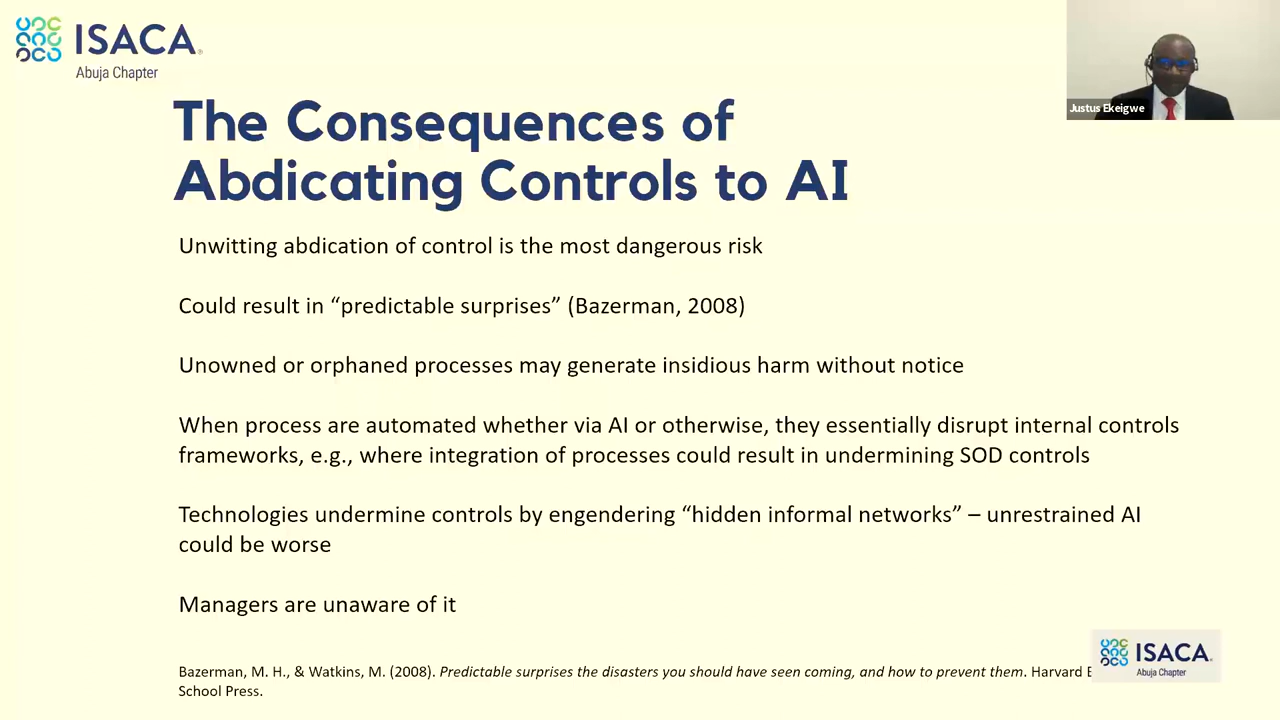 ISACA®
Abuja Chapter
Justus Ekeigwe
The Consequences of
Abdicating Controls to AI
Unwitting abdication of control is the most dangerous risk
Could result in “predictable surprises” (Bazerman, 2008)
Unowned or orphaned processes may generate insidious harm without notice
When process are automated whether via AI or otherwise, they essentially disrupt internal controls
frameworks, e.g., where integration of processes could result in undermining SOD controls
Technologies undermine controls by engendering “hidden informal networks” – unrestrained AI
could be worse
Managers are unaware of it
Bazerman, M. H., & Watkins, M. (2008). Predictable surprises the disasters you should have seen coming, and how to prevent them. Harvard
School Press.
ISACA®
Abuja Chapter